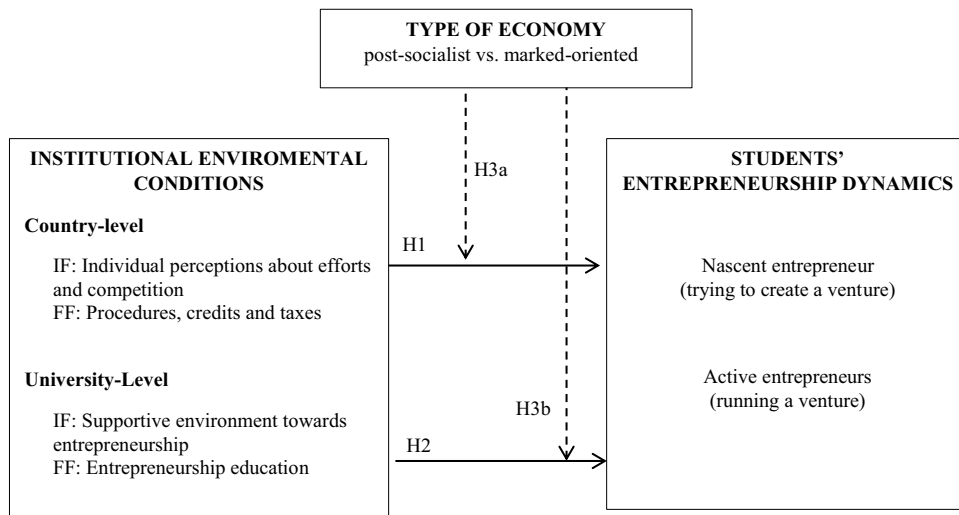 TYPE OF ECONOMY
post-socialist vs. marked-oriented
INSTITUTIONAL ENVIROMENTAL
CONDITIONS
Country-level
IF: Individual perceptions about efforts
and competition
FF: Procedures, credits and taxes
University-Level
IF: Supportive environment towards
entrepreneurship
FF: Entrepreneurship education
H1
H3a
H2
H3b
STUDENTS’
ENTREPRENEURSHIP DYNAMICS
Nascent entrepreneur
(trying to create a venture)
Active entrepreneurs
(running a venture)